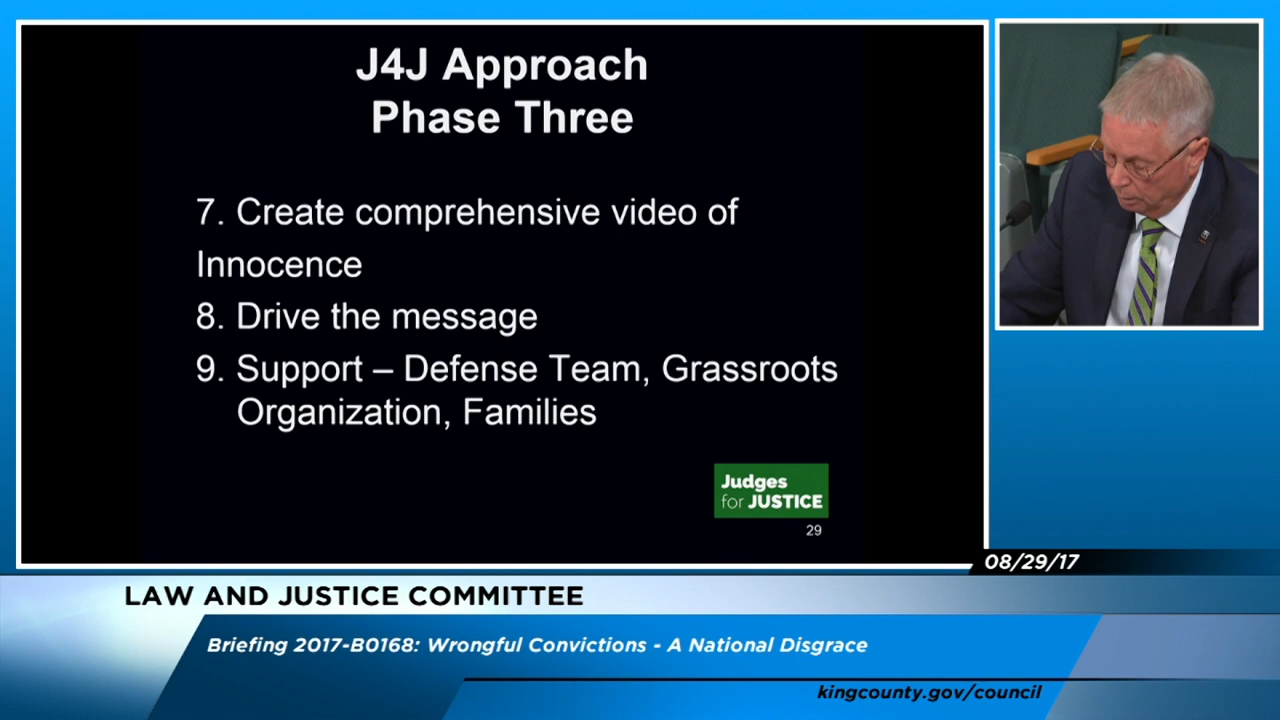 J4J Approach
Phase Three
7. Create comprehensive video of
Innocence
8. Drive the message
9. Support – Defense Team, Grassroots
Organization, Families
Judges
for JUSTICE
29
08/29/17
LAW AND JUSTICE COMMITTEE
Briefing 2017-B0168: Wrongful Convictions - A National Disgrace
kingcounty.gov/council